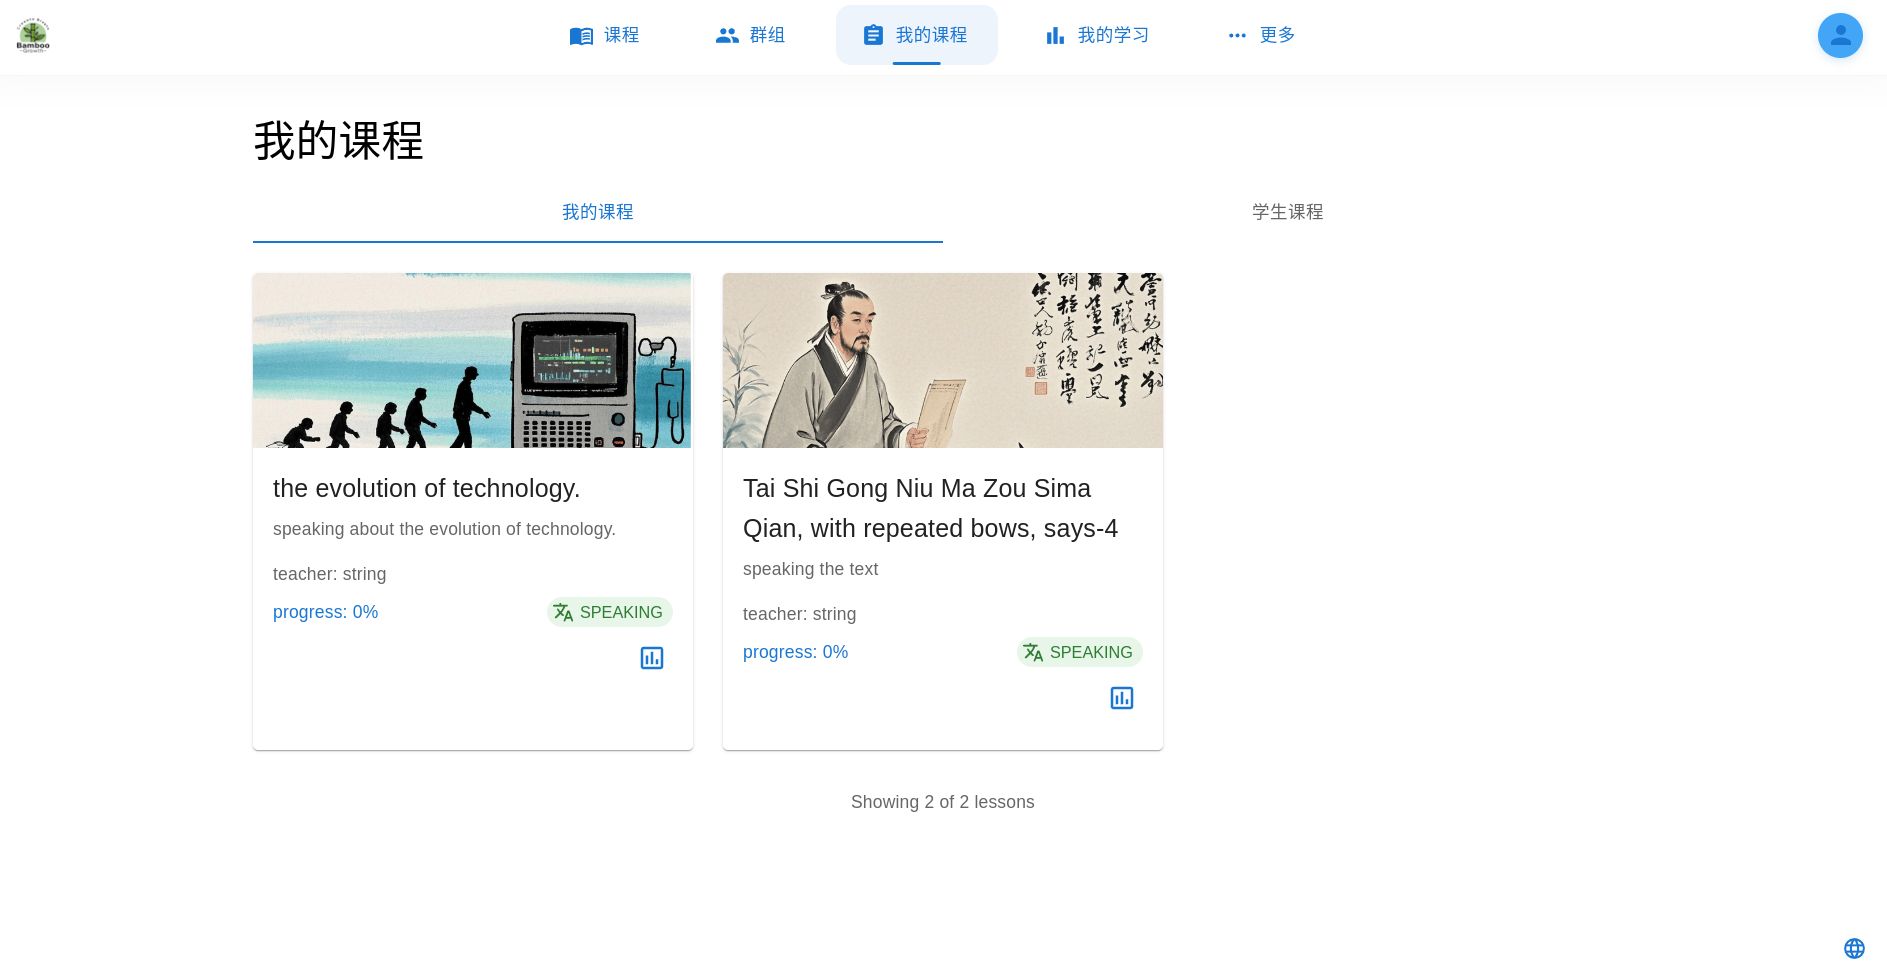 Bamboo
课程
群组
我的课程
我的学习
更多
我的课程
我的课程
学生课程
the evolution of technology.
speaking about the evolution of technology.
teacher: string
progress: 0%
SPEAKING
Tai Shi Gong Niu Ma Zou Sima
Qian, with repeated bows, says-4
speaking the text
teacher: string
progress: 0%
SPEAKING
Showing 2 of 2 lessons